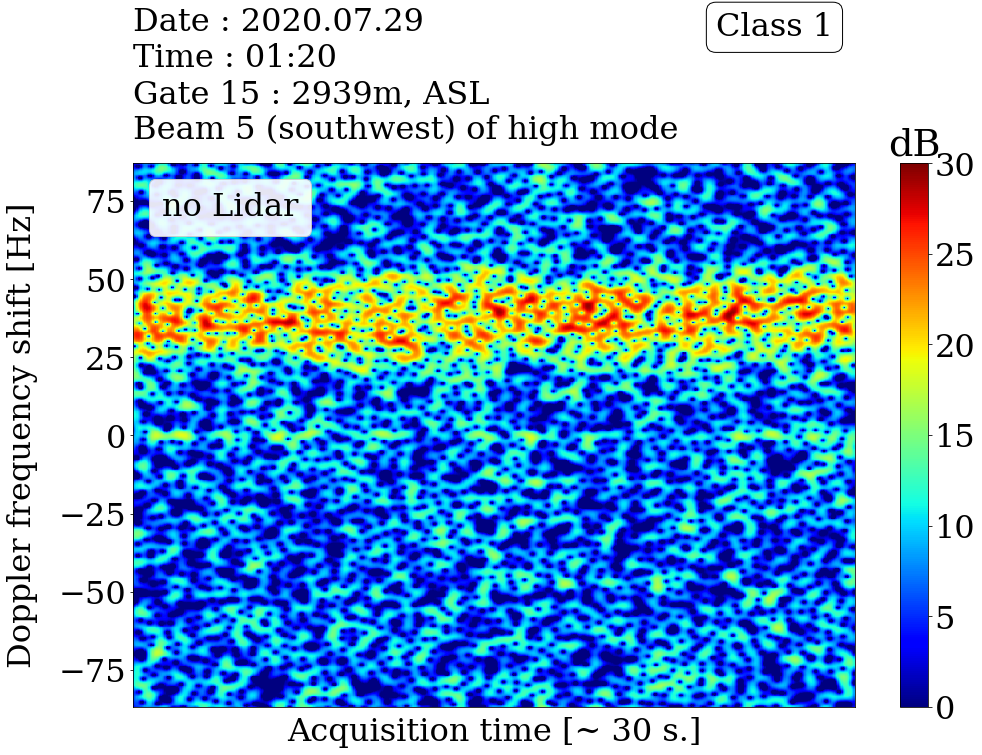 Date : 2020.07.29
Time : 01:20
Gate 15 : 2939m, ASL
Beam 5 (southwest) of high mode
Class 1
no Lidar
Doppler frequency shift [Hz]
75
50
25
0
−25
−50
−75
Acquisition time [~ 30 s.]
dB
30
25
20
15
10
5
0